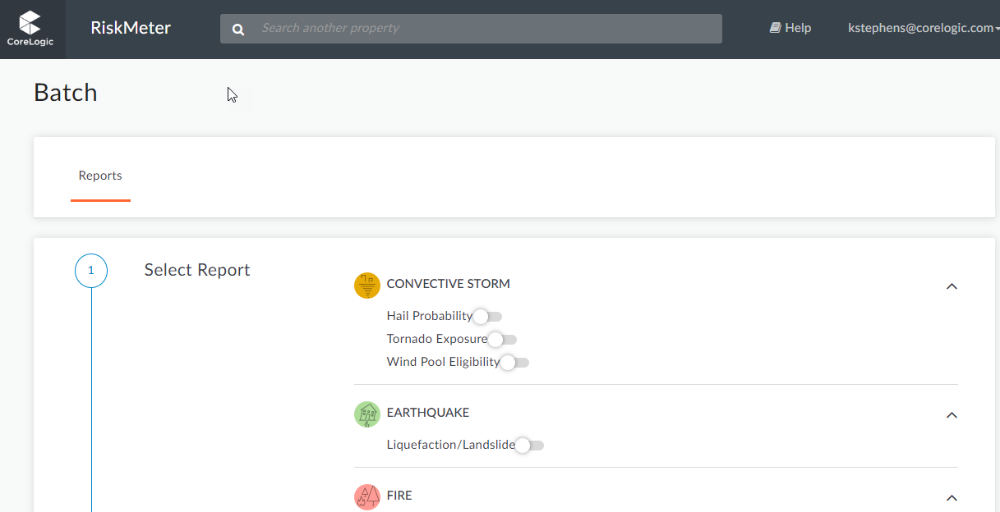 CoreLogic
RiskMeter
Search another property
Help
kstephens@corelogic.com
Batch
Reports
1
Select Report
CONVECTIVE STORM
Hail Probability
Tornado Exposure
Wind Pool Eligibility
EARTHQUAKE
Liquefaction/Landslide
FIRE